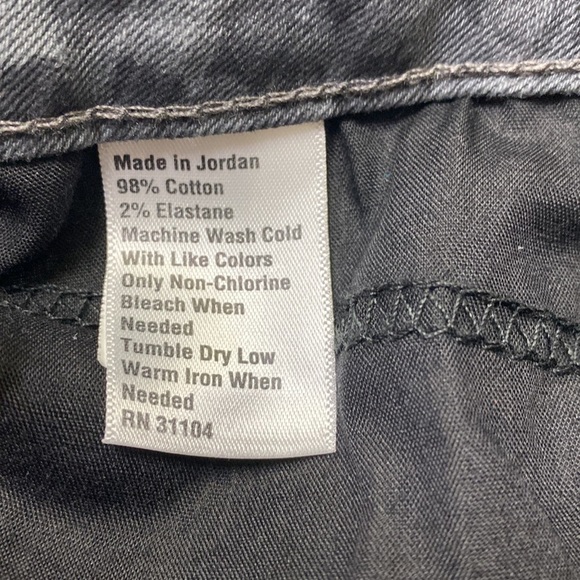 Made in Jordan
98% Cotton
2% Elastane
Machine Wash Cold
With Like Colors
Only Non-Chlorine
Bleach When
Needed
Tumble Dry Low
Warm Iron When
Needed
RN 31104